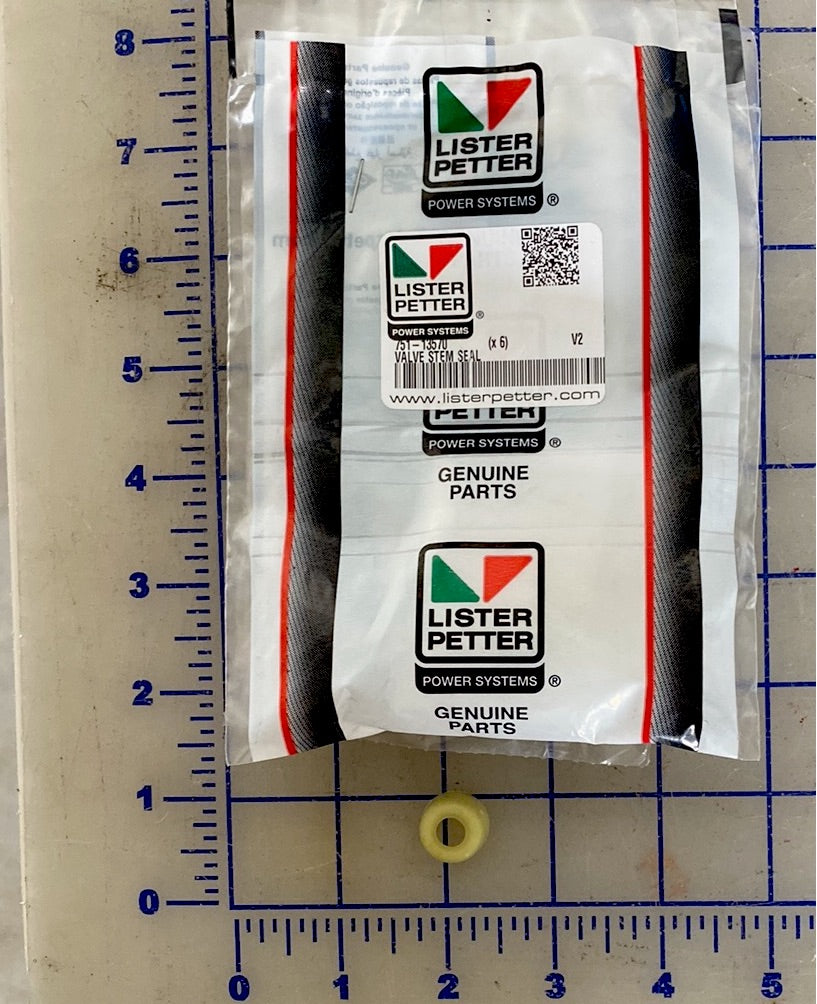 8
7
6
5
4
3
2
1
0
LISTER
PETTER
POWER SYSTEMS ®
LISTER
PETTER
POWER SYSTEMS ®
751-13570 (x 6) V2
VALVE STEM SEAL
www.listerpetter.com
PETTER
POWER SYSTEMS ®
GENUINE
PARTS
LISTER
PETTER
POWER SYSTEMS ®
GENUINE
PARTS
0 1 2 3 4 5